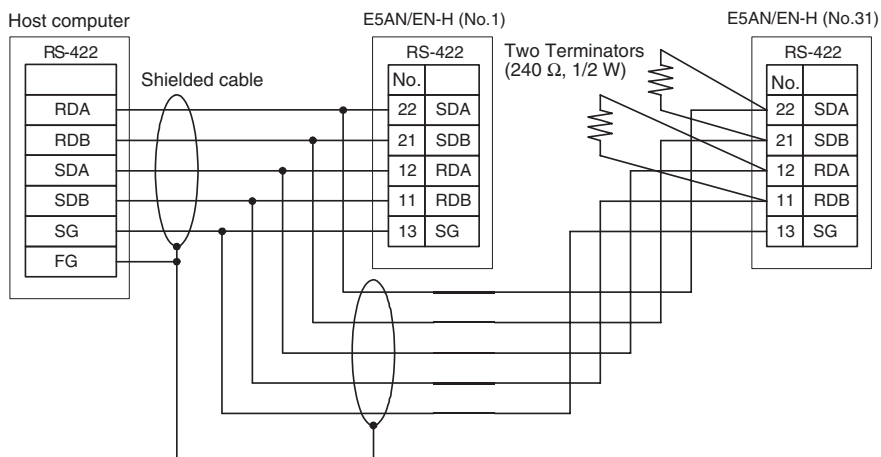 Host computer
RS-422
RDA
RDB
SDA
SDB
SG
FG
Shielded cable
E5AN/EN-H (No.1)
RS-422
No.
22 SDA
21 SDB
12 RDA
11 RDB
13 SG
Two Terminators
(240 Ω, 1/2 W)
E5AN/EN-H (No.31)
RS-422
No.
22 SDA
21 SDB
12 RDA
11 RDB
13 SG